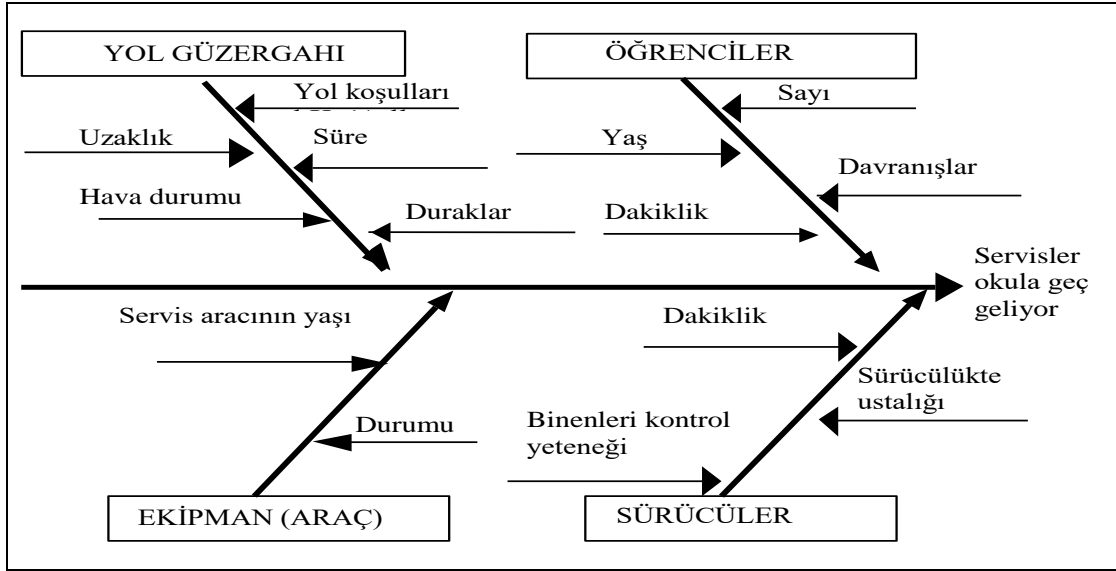 YOL GÜZERGAHI
ÖĞRENCİLER
Yol koşulları
Uzaklık
Süre
Hava durumu
Duraklar
Sayı
Yaş
Davranışlar
Dakiklik
Servisler
okula geç
geliyor
Servis aracının yaşı
Durumu
Dakiklik
Sürücülükte
ustalığı
Binenleri kontrol
yeteneği
EKİPMAN (ARAÇ)
SÜRÜCÜLER